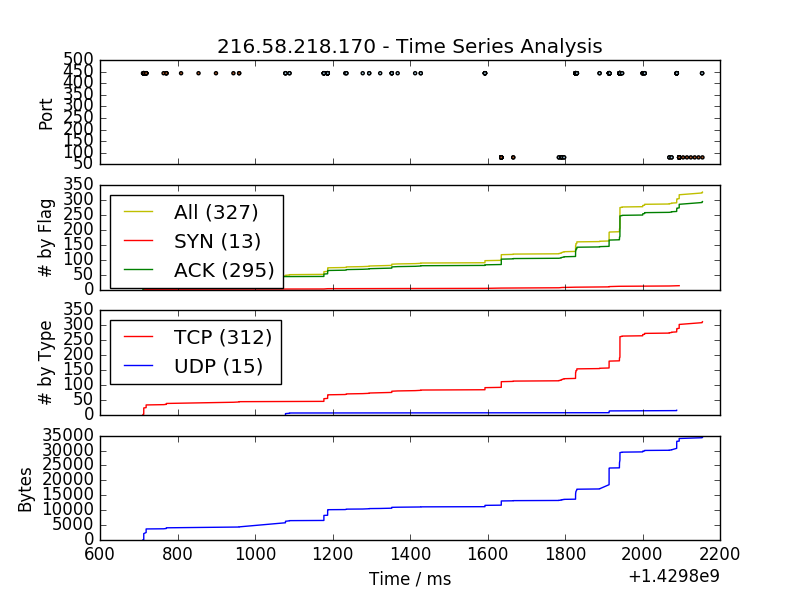 216.58.218.170 - Time Series Analysis
500
450
400
350
300
250
200
150
100
50
Port
350
300
250
200
150
100
50
0
# by Flag
All (327)
SYN (13)
ACK (295)
350
300
250
200
150
100
50
0
# by Type
TCP (312)
UDP (15)
35000
30000
25000
20000
15000
10000
5000
0
Bytes
600 800 1000 1200 1400 1600 1800 2000 2200
Time / ms
+1.4298e9